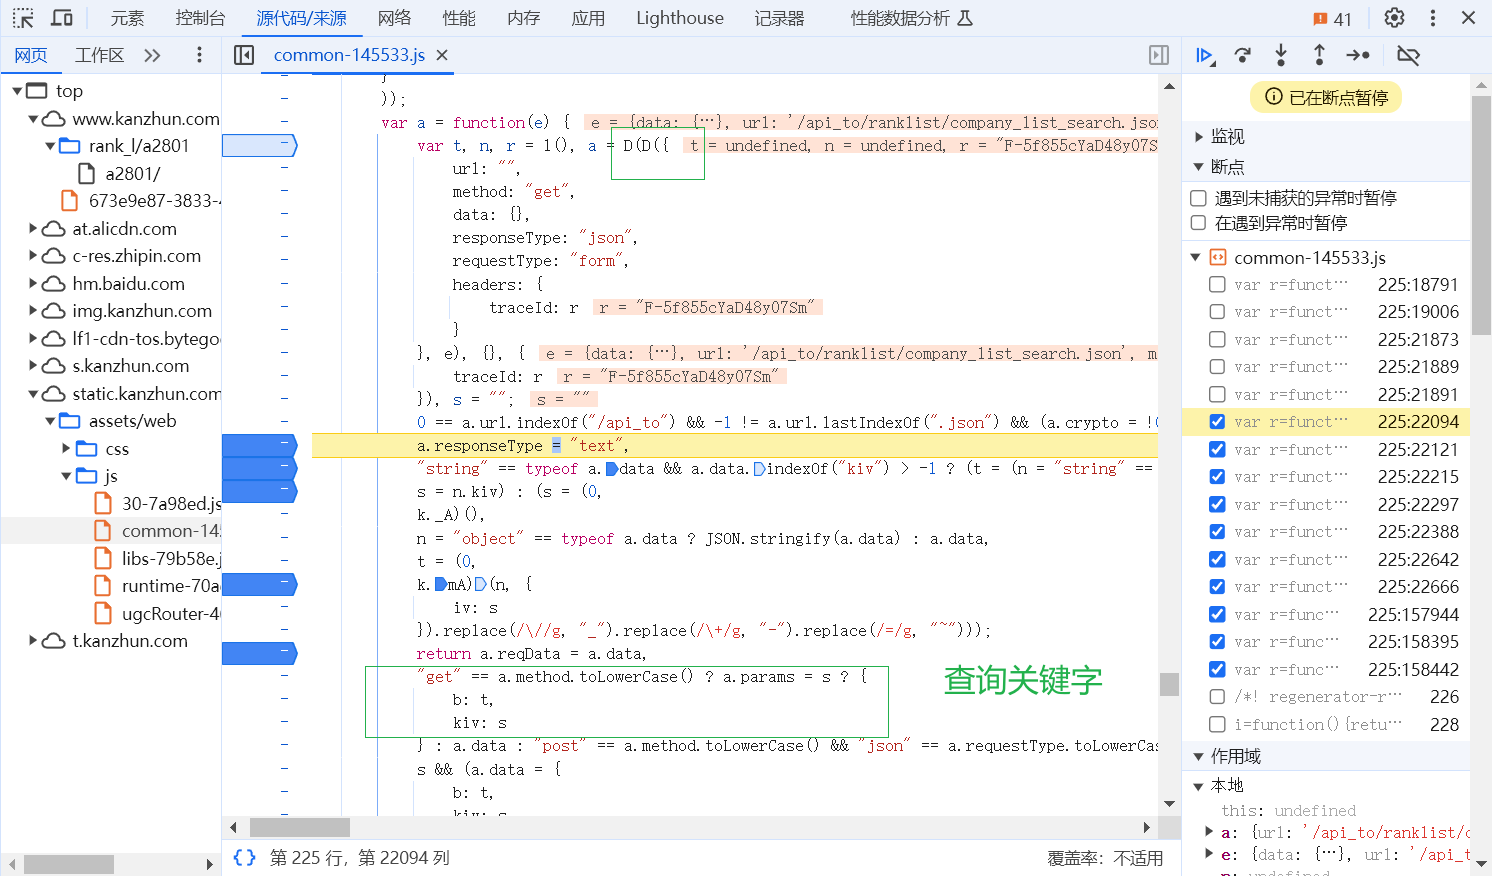 元素 控制台 源代码/来源 网络 性能 内存 应用 Lighthouse 记录器 性能数据分析 41
网页 工作区 common-145533.js
已在断点暂停
top
www.kanzhun.com
rank_l/a2801
a2801/
673e9e87-3833-
at.alicdn.com
c-res.zhipin.com
hm.baidu.com
img.kanzhun.com
lf1-cdn-tos.bytego
s.kanzhun.com
static.kanzhun.com
assets/web
css
js
30-7a98ed.js
common-145
libs-79b58e.j
runtime-70a
ugcRouter-4
t.kanzhun.com
}
));
var a = function(e) { e = {data: {…}, url: '/api_to/ranklist/company_list_search.json
var t, n, r = l(), a = D(D({ t = undefined, n = undefined, r = "F-5f855cYaD48y07S
url: "",
method: "get",
data: {},
responseType: "json",
requestType: "form",
headers: {
traceId: r r = "F-5f855cYaD48y07Sm"
}
}, e), {}, { e = {data: {…}, url: '/api_to/ranklist/company_list_search.json', m
traceId: r r = "F-5f855cYaD48y07Sm"
}), s = ""; s = ""
0 == a.url.indexOf("/api_to") && -1 != a.url.lastIndexOf(".json") && (a.crypto = !
a.responseType = "text",
"string" == typeof a.data && a.data.indexOf("kiv") > -1 ? (t = (n = "string" ==
s = n.kiv) : (s = (0,
k._A)(),
n = "object" == typeof a.data ? JSON.stringify(a.data) : a.data,
t = (0,
k.mA)(n, {
iv: s
}).replace(/\//g, "_").replace(/\+/g, "-").replace(/=/g, "~")));
return a.reqData = a.data,
"get" == a.method.toLowerCase() ? a.params = s ? {
b: t,
kiv: s
} : a.data : "post" == a.method.toLowerCase() && "json" == a.requestType.toLowerCas
s && (a.data = {
b: t,
kiv: s
查询关键字
第 225 行，第 22094 列
覆盖率：不适用
监视
断点
遇到未捕获的异常时暂停
在遇到异常时暂停
common-145533.js
var r=funct… 225:18791
var r=funct… 225:19006
var r=funct… 225:21873
var r=funct… 225:21889
var r=funct… 225:21891
var r=funct… 225:22094
var r=funct… 225:22121
var r=funct… 225:22215
var r=funct… 225:22297
var r=funct… 225:22388
var r=funct… 225:22642
var r=funct… 225:22666
var r=func… 225:157944
var r=func… 225:158395
var r=func… 225:158442
/*! regenerator-r… 226
i=function(){retu… 228
作用域
本地
this: undefined
a: {url: '/api_to/ranklist/c
e: {data: {…}, url: '/api_t
n: undefined